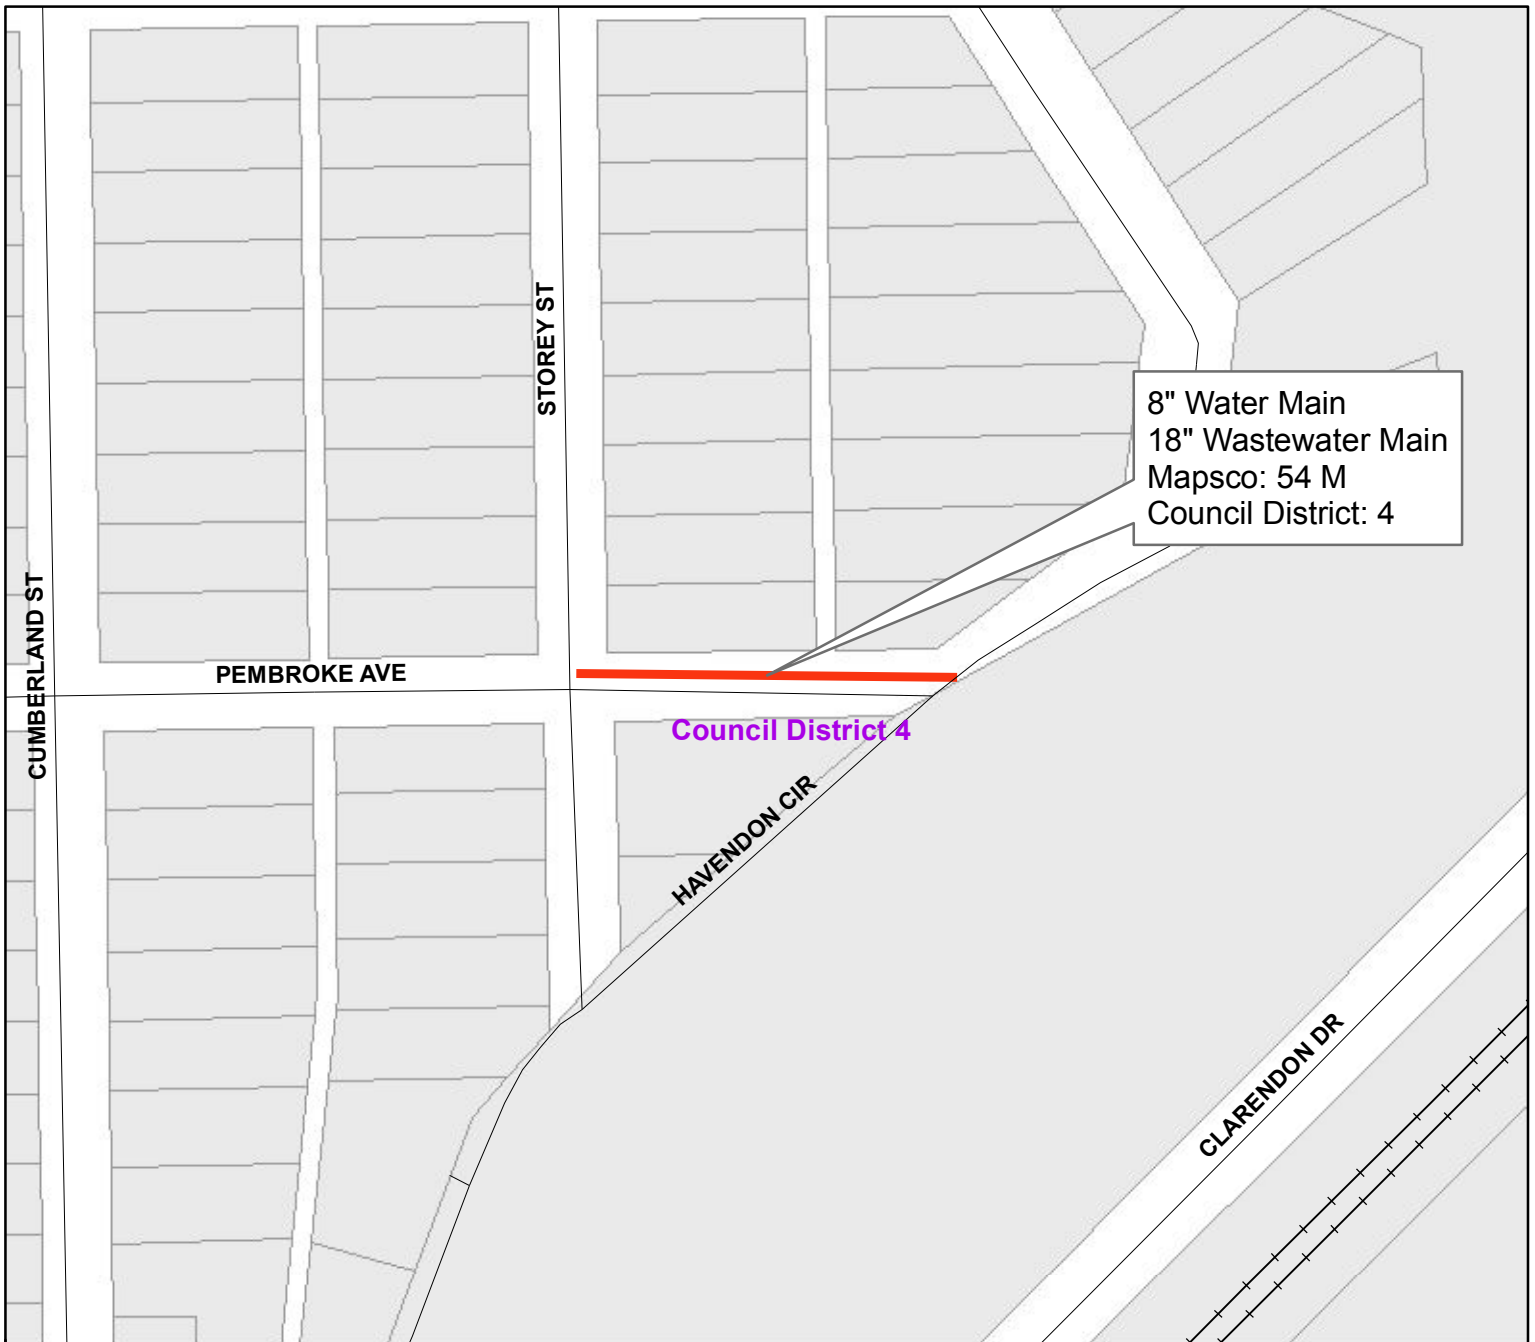 STOREY ST
8" Water Main
18" Wastewater Main
Mapsco: 54 M
Council District: 4
CUMBERLAND ST
PEMBROKE AVE
Council District 4
HAVENDON CIR
CLARENDON DR